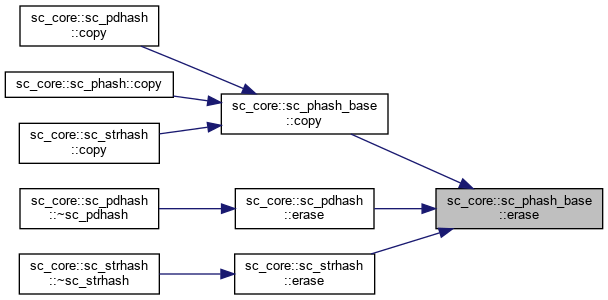 sc_core::sc_pdhash
::copy
sc_core::sc_phash::copy
sc_core::sc_strhash
::copy
sc_core::sc_phash_base
::copy
sc_core::sc_pdhash
::~sc_pdhash
sc_core::sc_pdhash
::erase
sc_core::sc_phash_base
::erase
sc_core::sc_strhash
::~sc_strhash
sc_core::sc_strhash
::erase